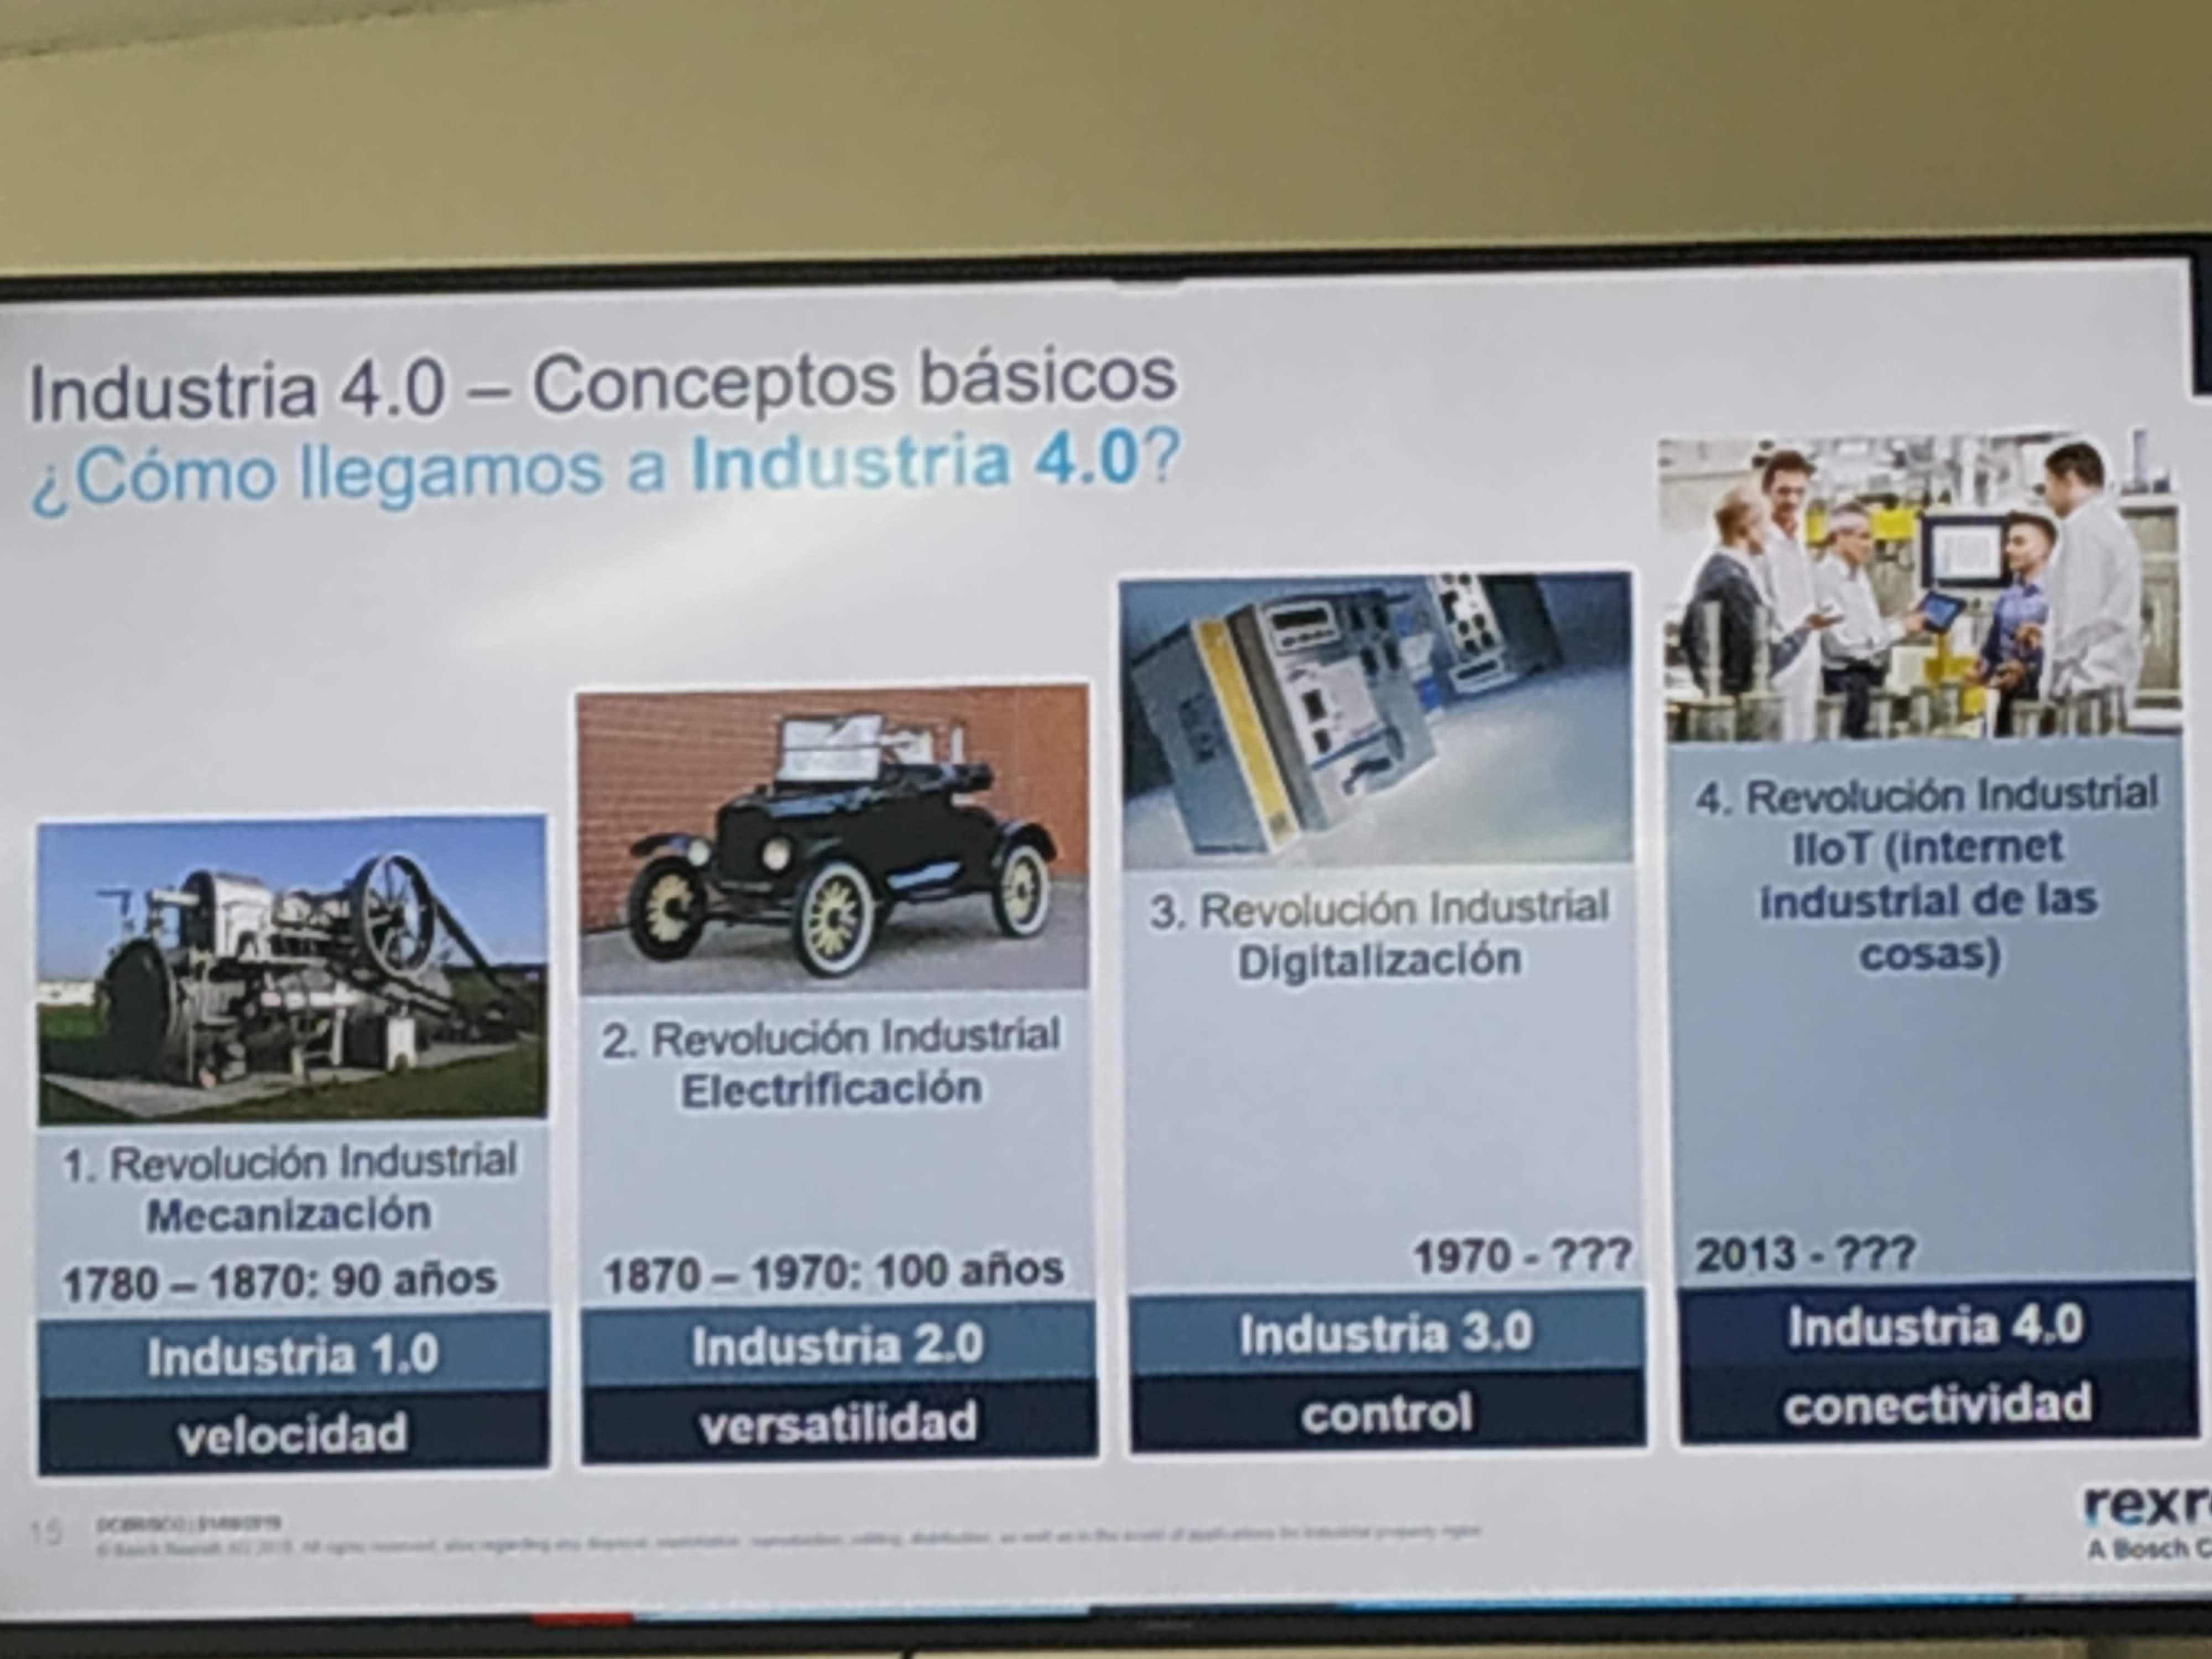 Industria 4.0 – Conceptos básicos
¿Cómo llegamos a Industria 4.0?
1. Revolución Industrial
Mecanización
1780 – 1870: 90 años
Industria 1.0
velocidad
2. Revolución Industrial
Electrificación
1870 – 1970: 100 años
Industria 2.0
versatilidad
3. Revolución Industrial
Digitalización
1970 - ???
Industria 3.0
control
4. Revolución Industrial
IIoT (internet
industrial de las
cosas)
2013 - ???
Industria 4.0
conectividad
15
rexr
A Bosch C